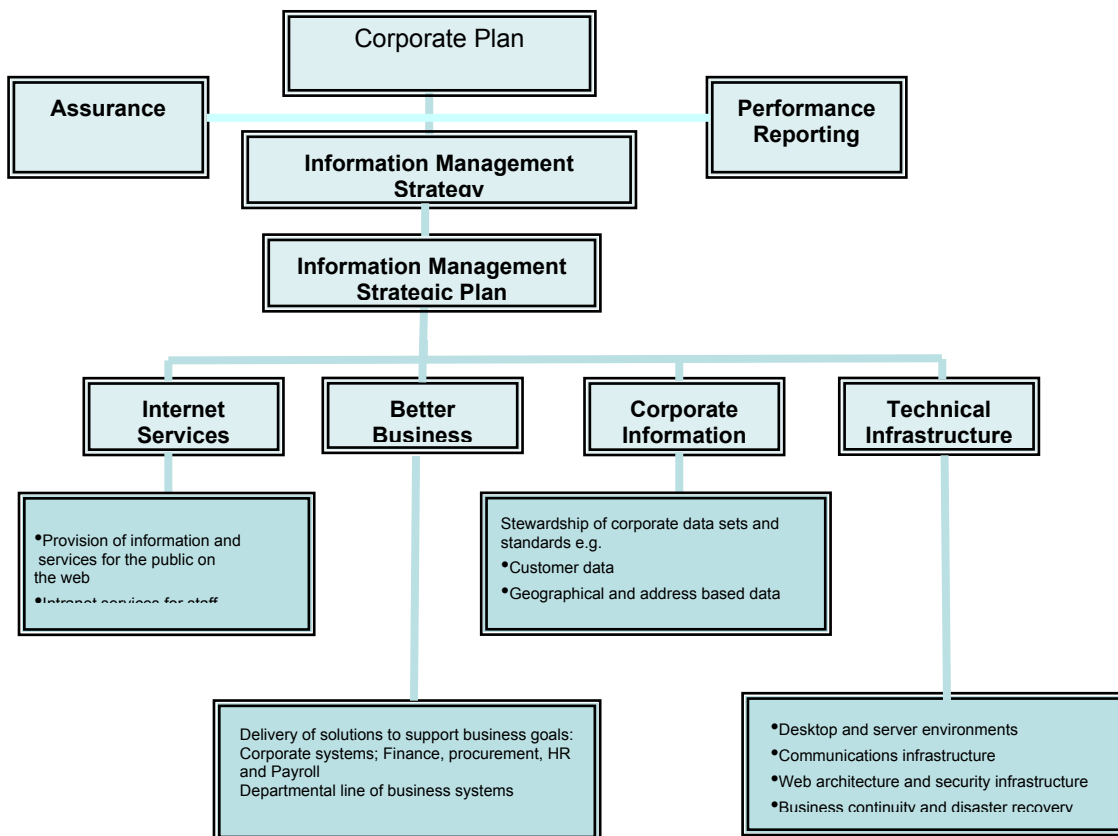 Corporate Plan
Assurance
Performance
Reporting
Information Management
Strategy
Information Management
Strategic Plan
Internet
Services
Better
Business
Corporate
Information
Technical
Infrastructure
•Provision of information and
services for the public on
the web
•Intranet services for staff
Stewardship of corporate data sets and
standards e.g.
•Customer data
•Geographical and address based data
Delivery of solutions to support business goals:
Corporate systems; Finance, procurement, HR
and Payroll
Departmental line of business systems
•Desktop and server environments
•Communications infrastructure
•Web architecture and security infrastructure
•Business continuity and disaster recovery